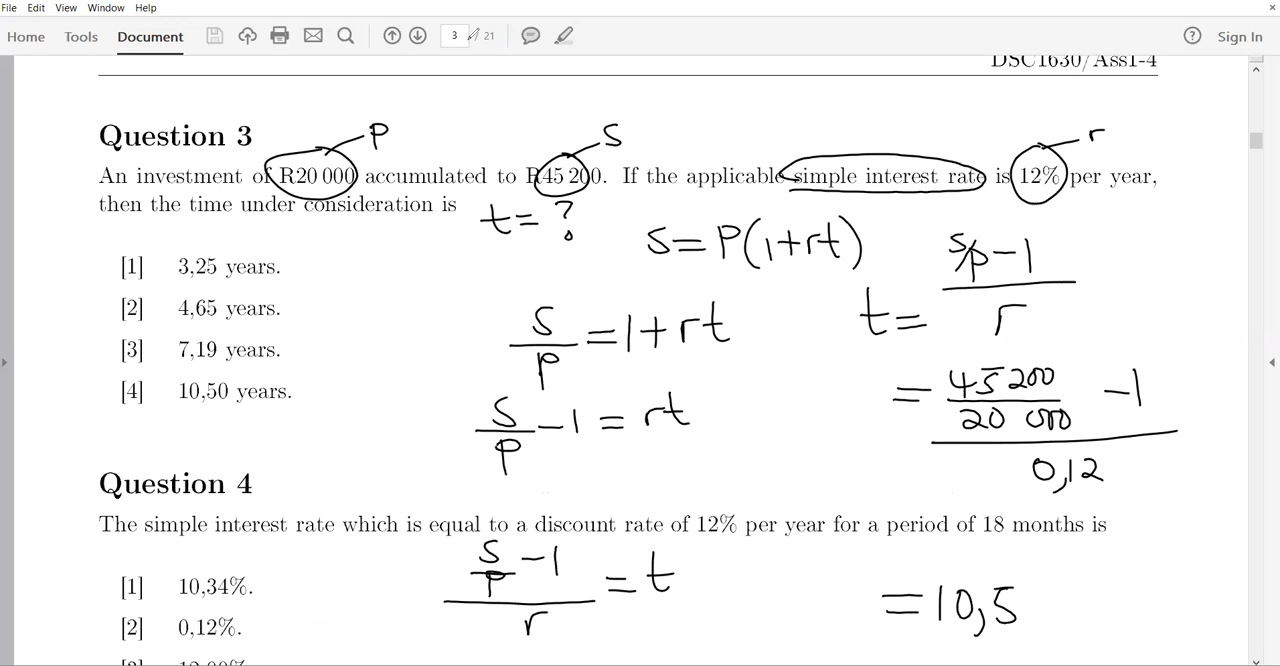 File Edit View Window Help
Home Tools Document 3 / 21 Sign In
DSC1630/Ass1-4
Question 3
P S r
An investment of R20 000 accumulated to R45 200. If the applicable simple interest rate is 12% per year,
then the time under consideration is
t = ?
[1] 3,25 years.
[2] 4,65 years.
[3] 7,19 years.
[4] 10,50 years.
S = P(1+rt)
S/P = 1 + rt
S/P - 1 = rt
t = (S/P - 1)/r
= (45 200/20 000 - 1)/0,12
Question 4
The simple interest rate which is equal to a discount rate of 12% per year for a period of 18 months is
(S/P - 1)/r = t
= 10,5
[1] 10,34%.
[2] 0,12%.